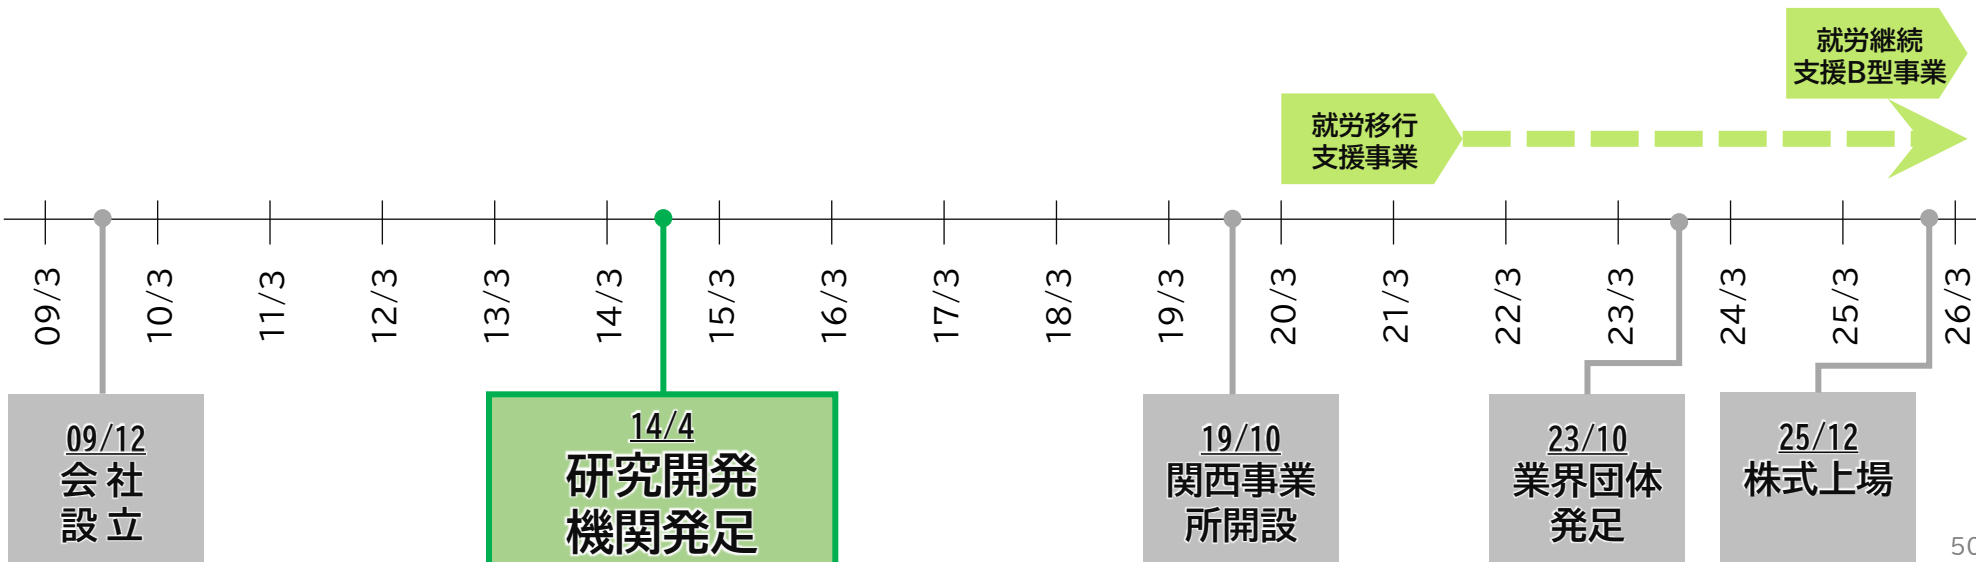 就労継続
支援B型事業
就労移行
支援事業
09/3
10/3
11/3
12/3
13/3
14/3
15/3
16/3
17/3
18/3
19/3
20/3
21/3
22/3
23/3
24/3
25/3
26/3
09/12
会 社
設 立
14/4
研究開発
機関発足
19/10
関西事業
所開設
23/10
業界団体
発足
25/12
株式上場
50